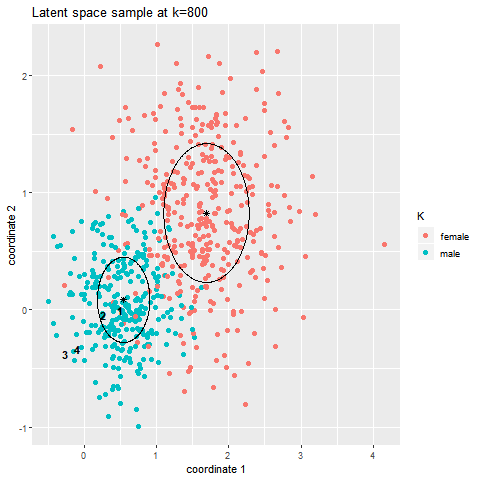 Latent space sample at k=800
2
1
0
-1
coordinate 2
0
1
2
3
4
coordinate 1
1
2
3
4
K
female
male